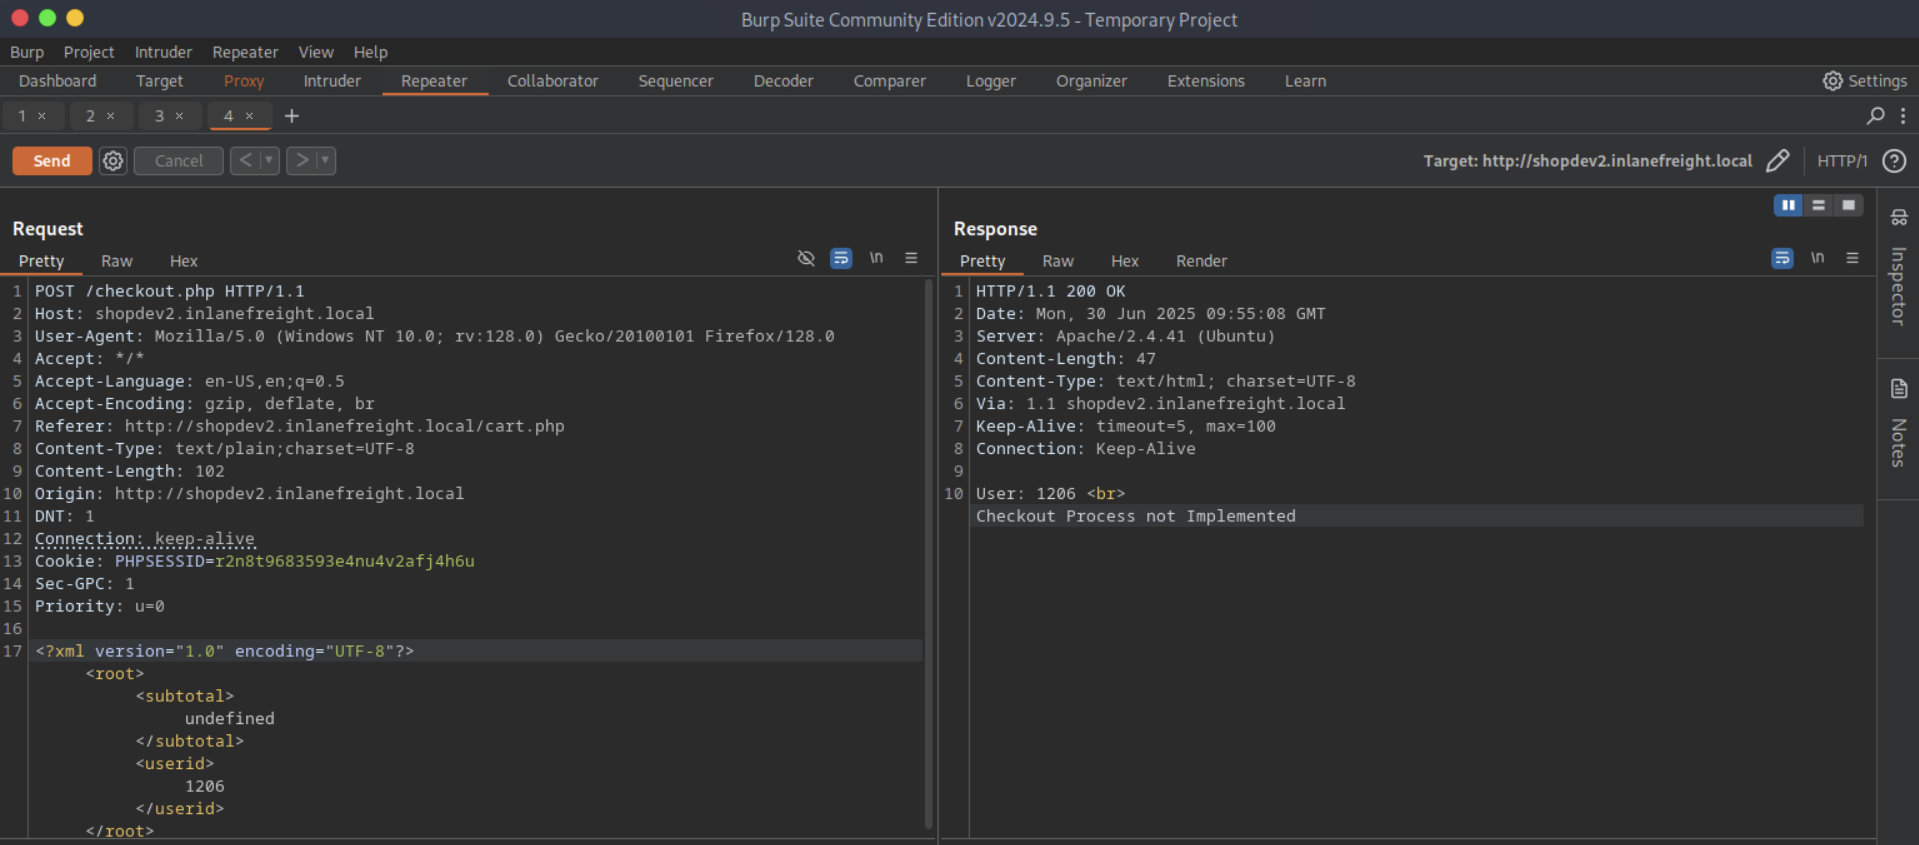 Burp Suite Community Edition v2024.9.5 - Temporary Project
Burp Project Intruder Repeater View Help
Dashboard Target Proxy Intruder Repeater Collaborator Sequencer Decoder Comparer Logger Organizer Extensions Learn Settings
1 × 2 × 3 × 4 × +
Send Cancel < > Target: http://shopdev2.inlanefreight.local HTTP/1 ?
Request
Pretty Raw Hex \n
1 POST /checkout.php HTTP/1.1
2 Host: shopdev2.inlanefreight.local
3 User-Agent: Mozilla/5.0 (Windows NT 10.0; rv:128.0) Gecko/20100101 Firefox/128.0
4 Accept: */*
5 Accept-Language: en-US,en;q=0.5
6 Accept-Encoding: gzip, deflate, br
7 Referer: http://shopdev2.inlanefreight.local/cart.php
8 Content-Type: text/plain;charset=UTF-8
9 Content-Length: 102
10 Origin: http://shopdev2.inlanefreight.local
11 DNT: 1
12 Connection: keep-alive
13 Cookie: PHPSESSID=r2n8t9683593e4nu4v2afj4h6u
14 Sec-GPC: 1
15 Priority: u=0
16
17 <?xml version="1.0" encoding="UTF-8"?>
<root>
<subtotal>
undefined
</subtotal>
<userid>
1206
</userid>
</root>
Response
Pretty Raw Hex Render \n
1 HTTP/1.1 200 OK
2 Date: Mon, 30 Jun 2025 09:55:08 GMT
3 Server: Apache/2.4.41 (Ubuntu)
4 Content-Length: 47
5 Content-Type: text/html; charset=UTF-8
6 Via: 1.1 shopdev2.inlanefreight.local
7 Keep-Alive: timeout=5, max=100
8 Connection: Keep-Alive
9
10 User: 1206 <br>
Checkout Process not Implemented
Inspector
Notes